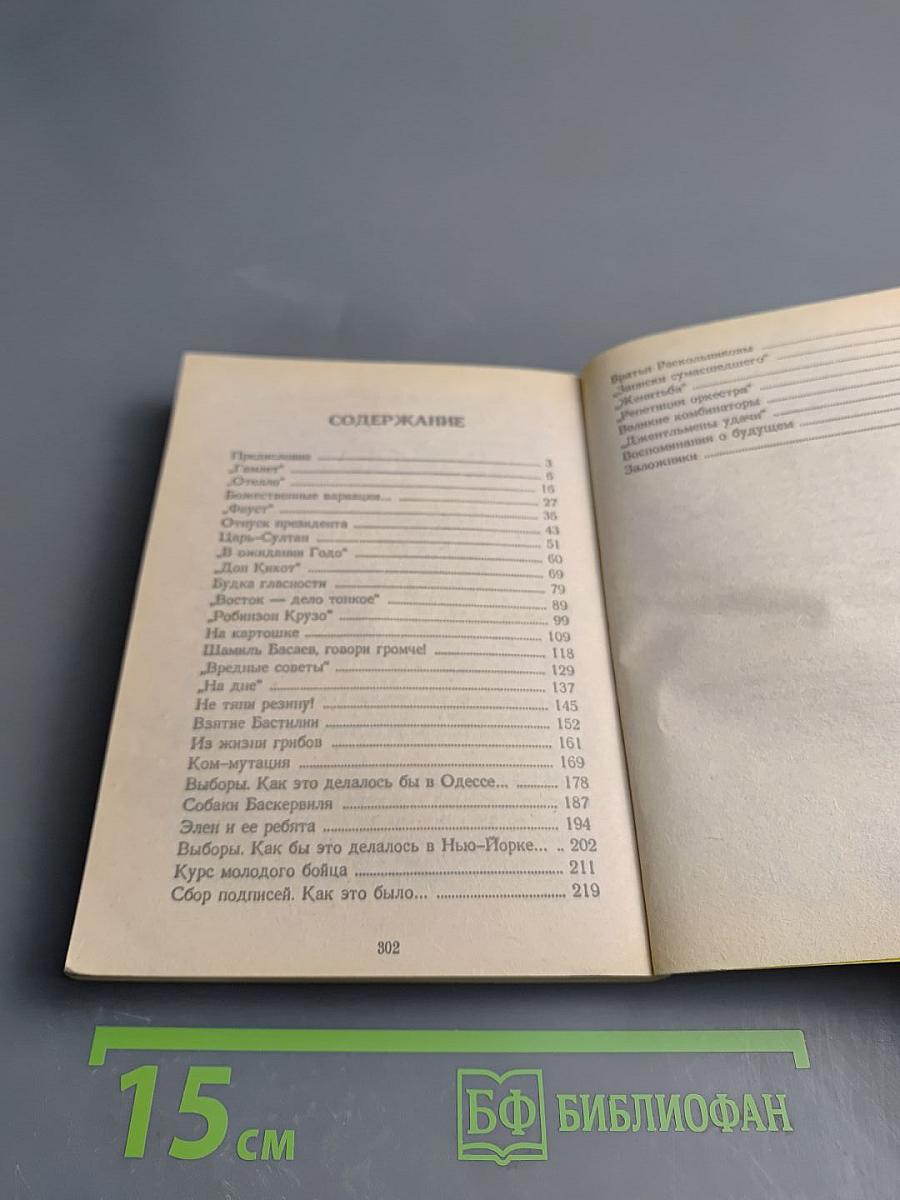 СОДЕРЖАНИЕ
Предисловие 3
„Гамлет“ 6
„Отелло“ 16
Божественные вариации... 27
„Фауст“ 35
Отпуск президента 43
Царь–Султан 51
„В ожидании Годо“ 60
„Дон Кихот“ 69
Будка гласности 79
„Восток — дело тонкое“ 89
„Робинзон Крузо“ 99
На картошке 109
Шамиль Басаев, говори громче! 118
„Вредные советы“ 129
„На дне“ 137
Не тяни резину! 145
Взятие Бастилии 152
Из жизни грибов 161
Ком–мутация 169
Выборы. Как это делалось бы в Одессе... 178
Собаки Баскервиля 187
Элен и ее ребята 194
Выборы. Как бы это делалось в Нью–Йорке... 202
Курс молодого бойца 211
Сбор подписей. Как это было... 219
302
Братья Раскольниковы
„Записки сумасшедшего“
„Женитьба“
„Репетиция оркестра“
Великие комбинаторы
„Джентльмены удачи“
Воспоминания о будущем
Заложники
15 см
БФ БИБЛИОФАН